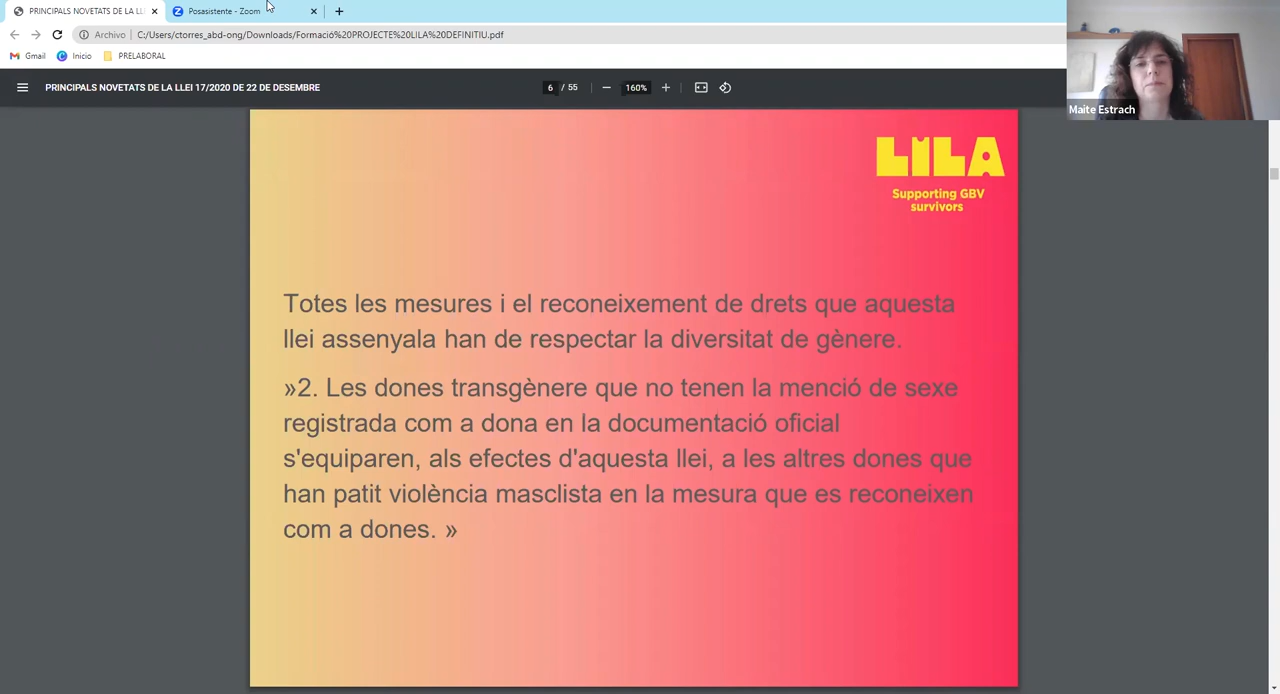 PRINCIPALS NOVETATS DE LA LLE
Posasistente - Zoom
Archivo
C:/Users/ctorres_abd-ong/Downloads/Formació%20PROJECTE%20LILA%20DEFINITIU.pdf
Gmail
Inicio
PRELABORAL
PRINCIPALS NOVETATS DE LA LLEI 17/2020 DE 22 DE DESEMBRE
6 / 55
160%
Maite Estrach
LILA
Supporting GBV
survivors
Totes les mesures i el reconeixement de drets que aquesta
llei assenyala han de respectar la diversitat de gènere.
»2. Les dones transgènere que no tenen la menció de sexe
registrada com a dona en la documentació oficial
s'equiparen, als efectes d'aquesta llei, a les altres dones que
han patit violència masclista en la mesura que es reconeixen
com a dones. »